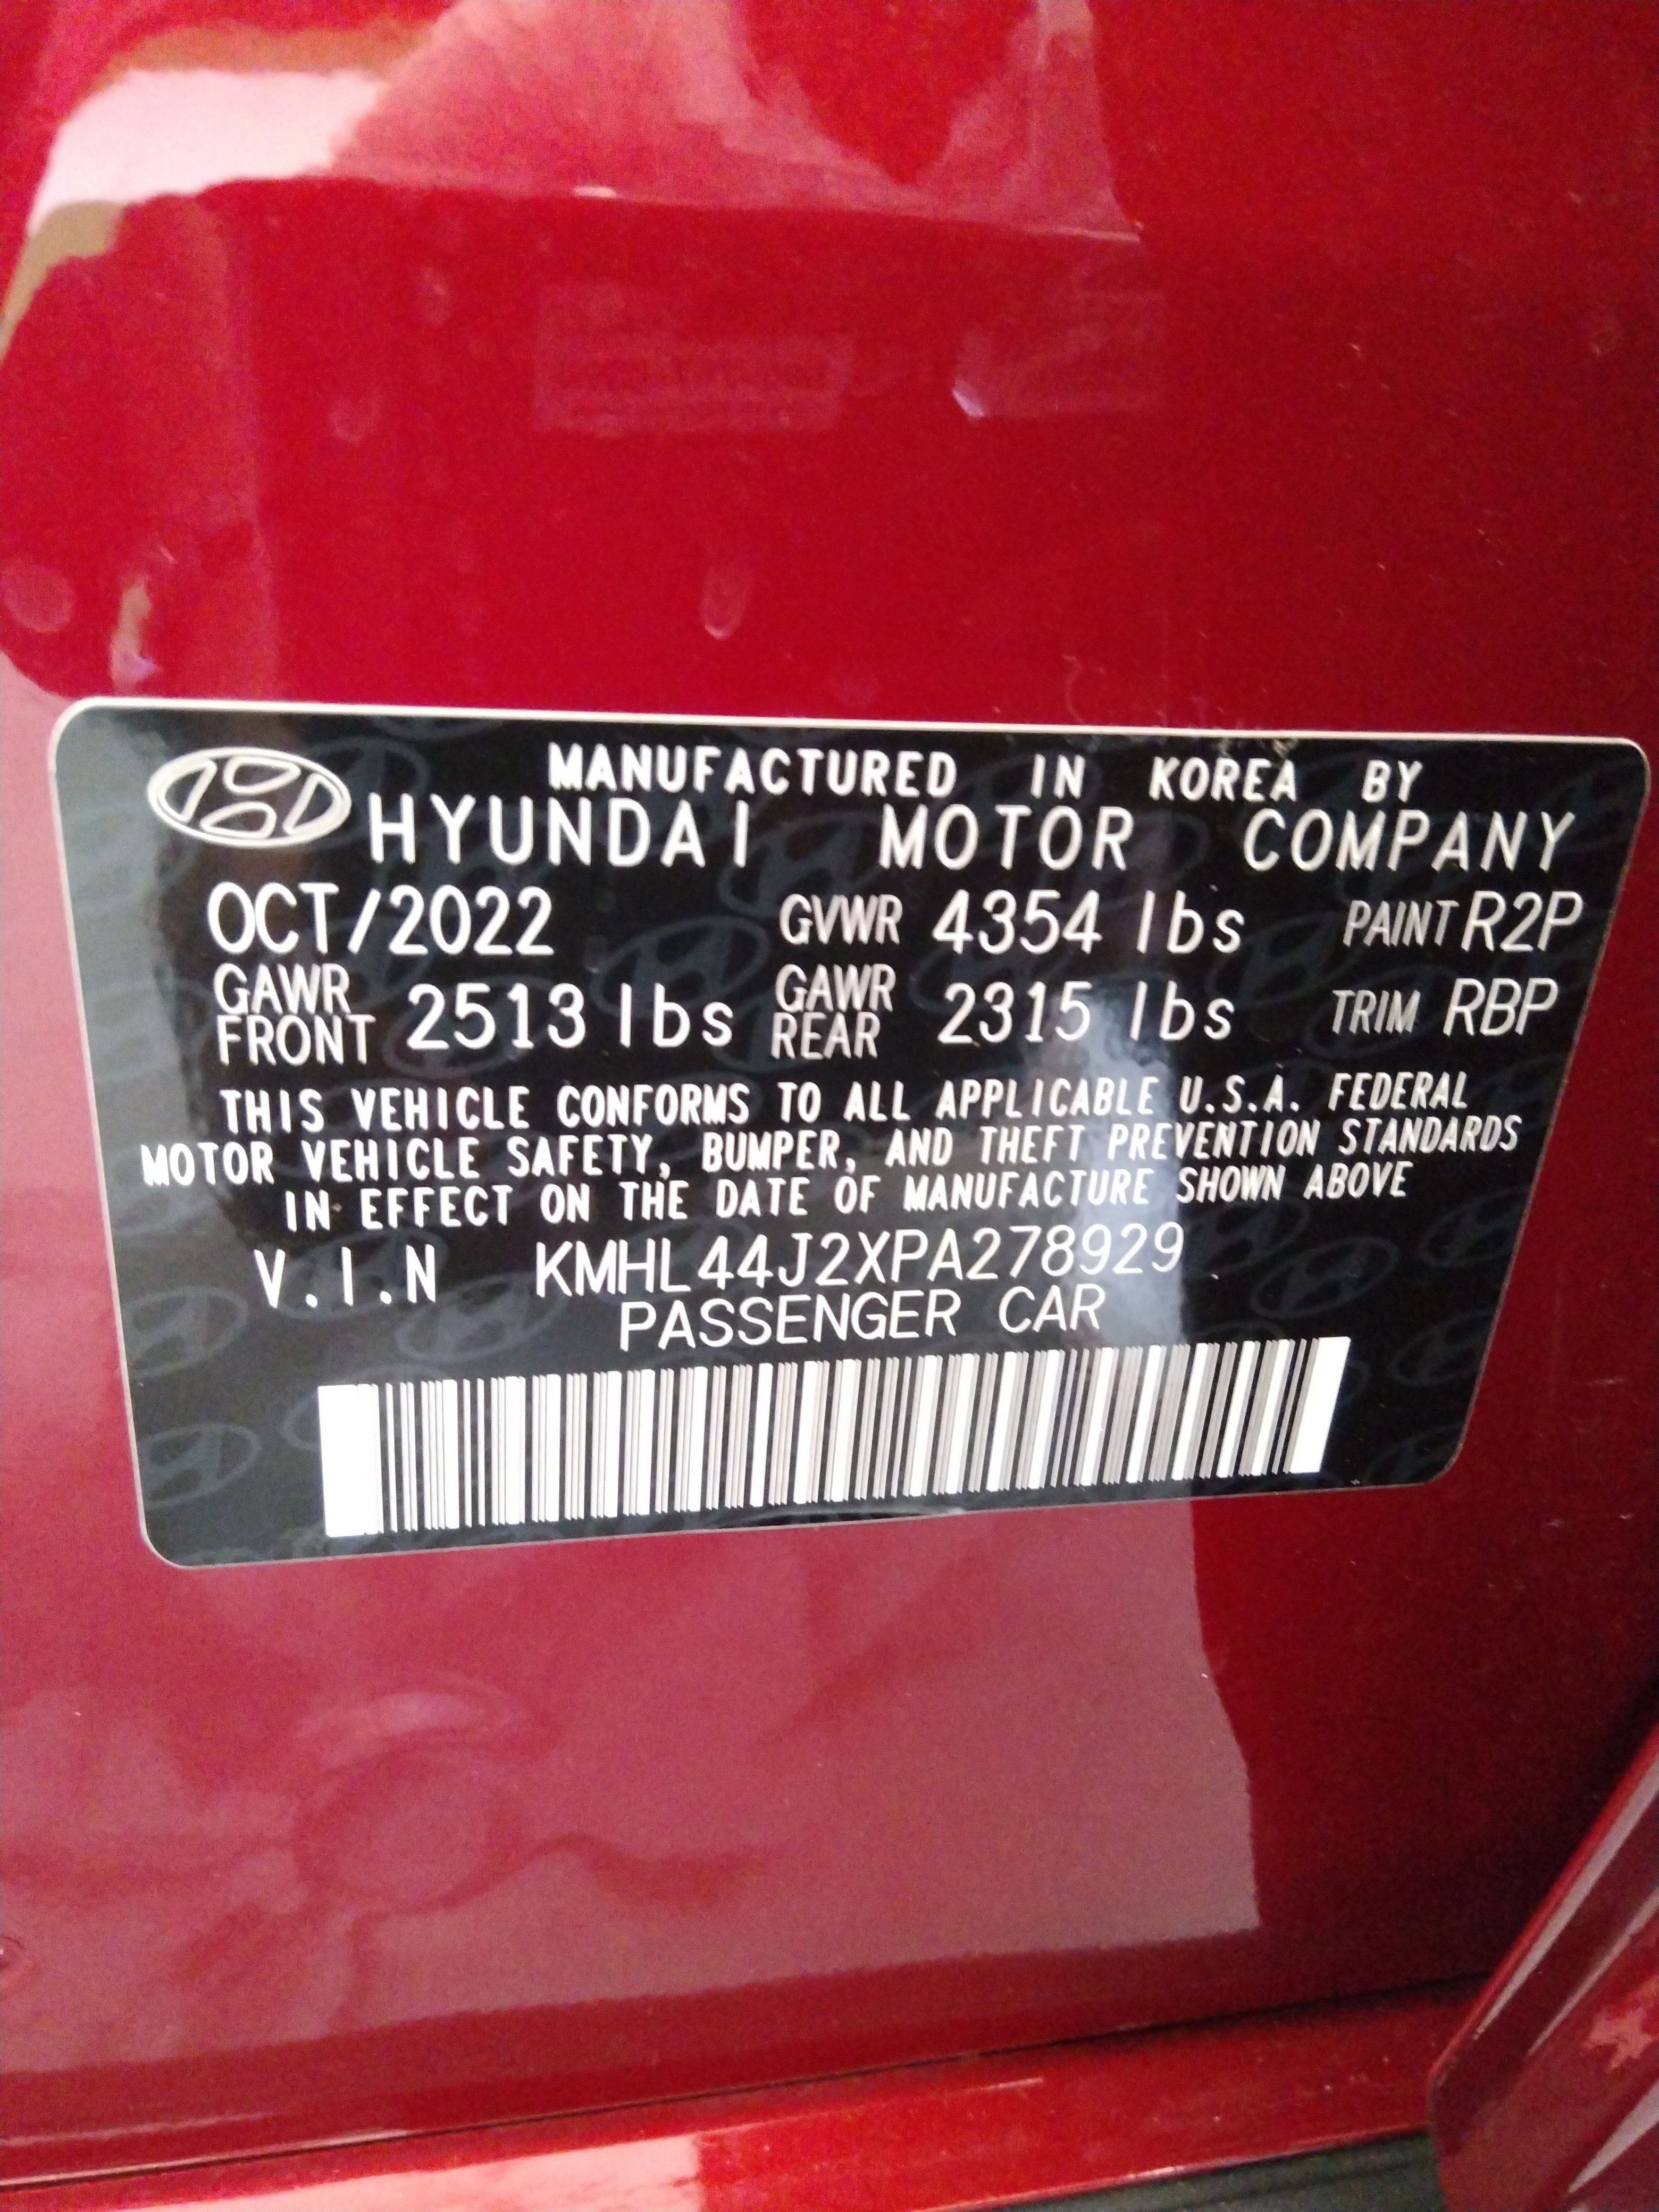 MANUFACTURED IN KOREA BY
HYUNDAI MOTOR COMPANY
OCT/2022 GVWR 4354 lbs PAINT R2P
GAWR FRONT 2513 lbs GAWR REAR 2315 lbs TRIM RBP
THIS VEHICLE CONFORMS TO ALL APPLICABLE U.S.A. FEDERAL
MOTOR VEHICLE SAFETY, BUMPER, AND THEFT PREVENTION STANDARDS
IN EFFECT ON THE DATE OF MANUFACTURE SHOWN ABOVE
V.I.N KMHL44J2XPA278929
PASSENGER CAR